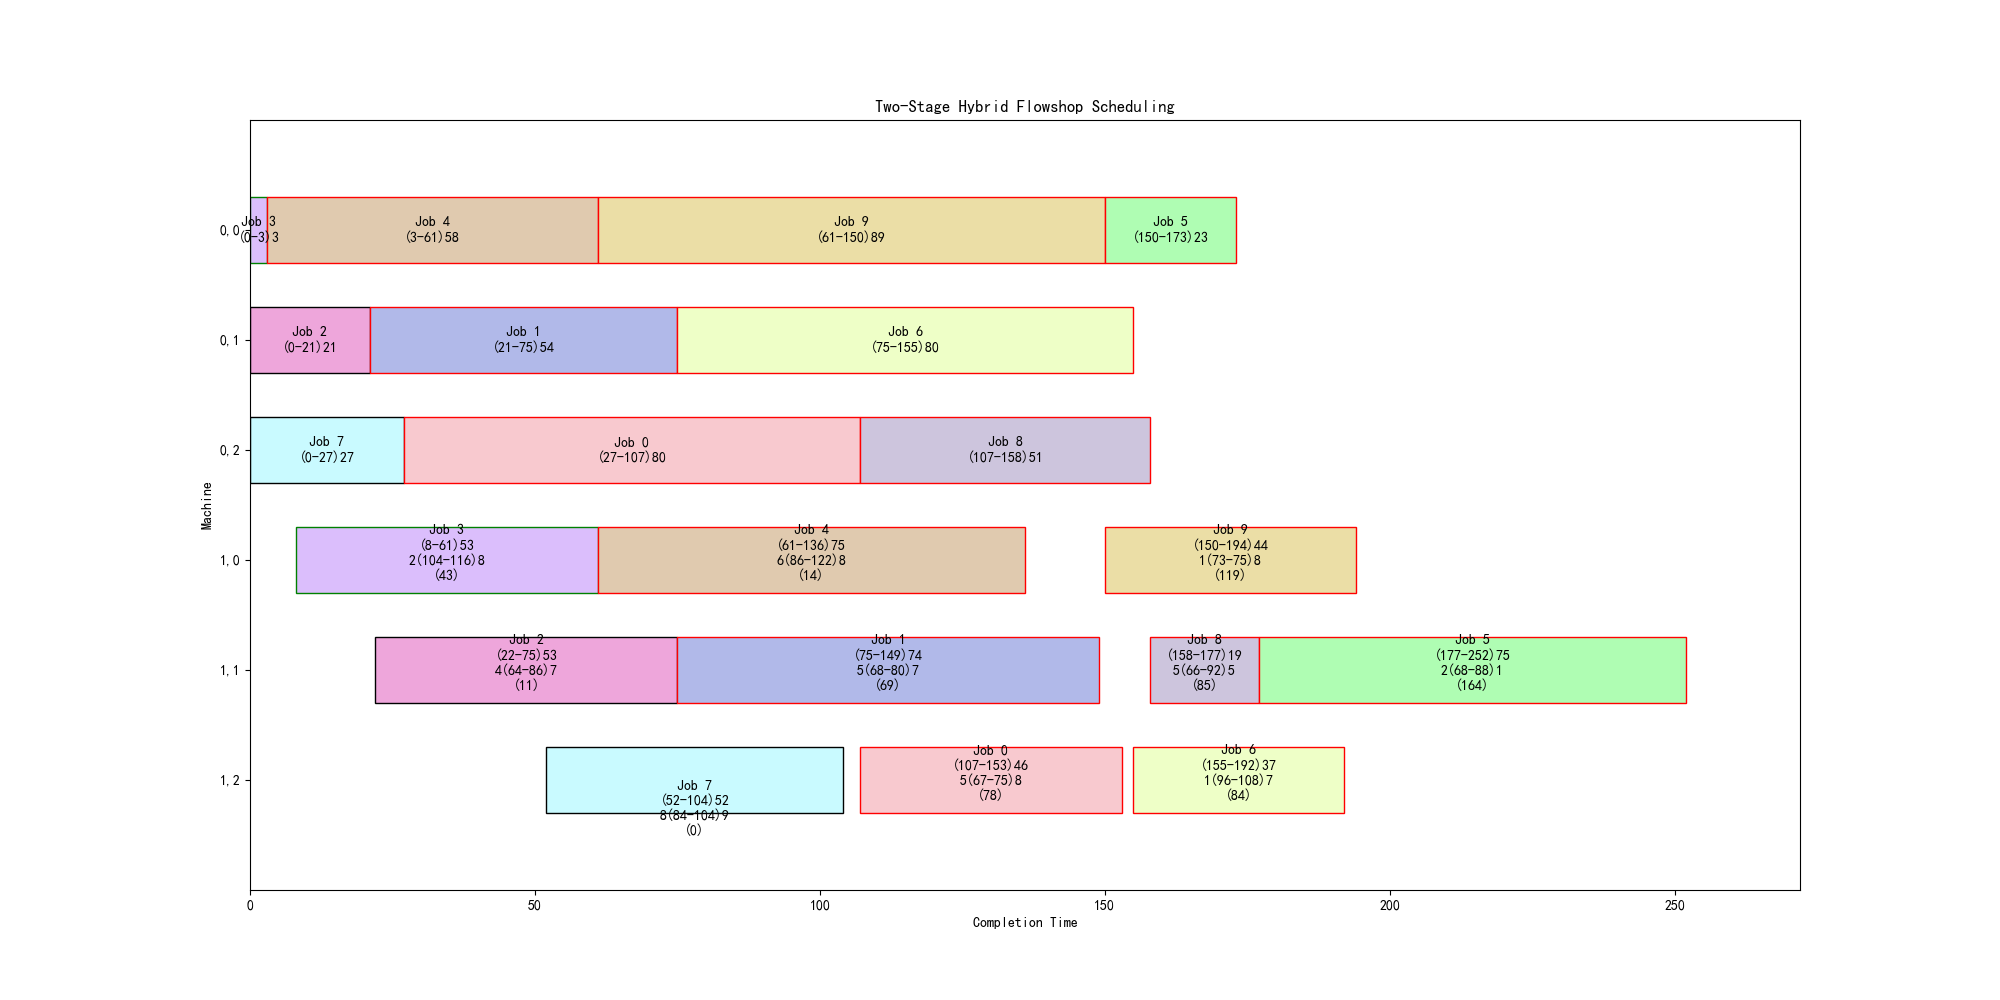 Two-Stage Hybrid Flowshop Scheduling
0,0
Job 3
(0-3)3
Job 4
(3-61)58
Job 9
(61-150)89
Job 5
(150-173)23
0,1
Job 2
(0-21)21
Job 1
(21-75)54
Job 6
(75-155)80
0,2
Job 7
(0-27)27
Job 0
(27-107)80
Job 8
(107-158)51
Machine
1,0
Job 3
(8-61)53
2(104-116)8
(43)
Job 4
(61-136)75
6(86-122)8
(14)
Job 9
(150-194)44
1(73-75)8
(119)
1,1
Job 2
(22-75)53
4(64-86)7
(11)
Job 1
(75-149)74
5(68-80)7
(69)
Job 8
(158-177)19
5(66-92)5
(85)
Job 5
(177-252)75
2(68-88)1
(164)
1,2
Job 7
(52-104)52
8(84-104)9
(0)
Job 0
(107-153)46
5(67-75)8
(78)
Job 6
(155-192)37
1(96-108)7
(84)
0 50 100 150 200 250
Completion Time